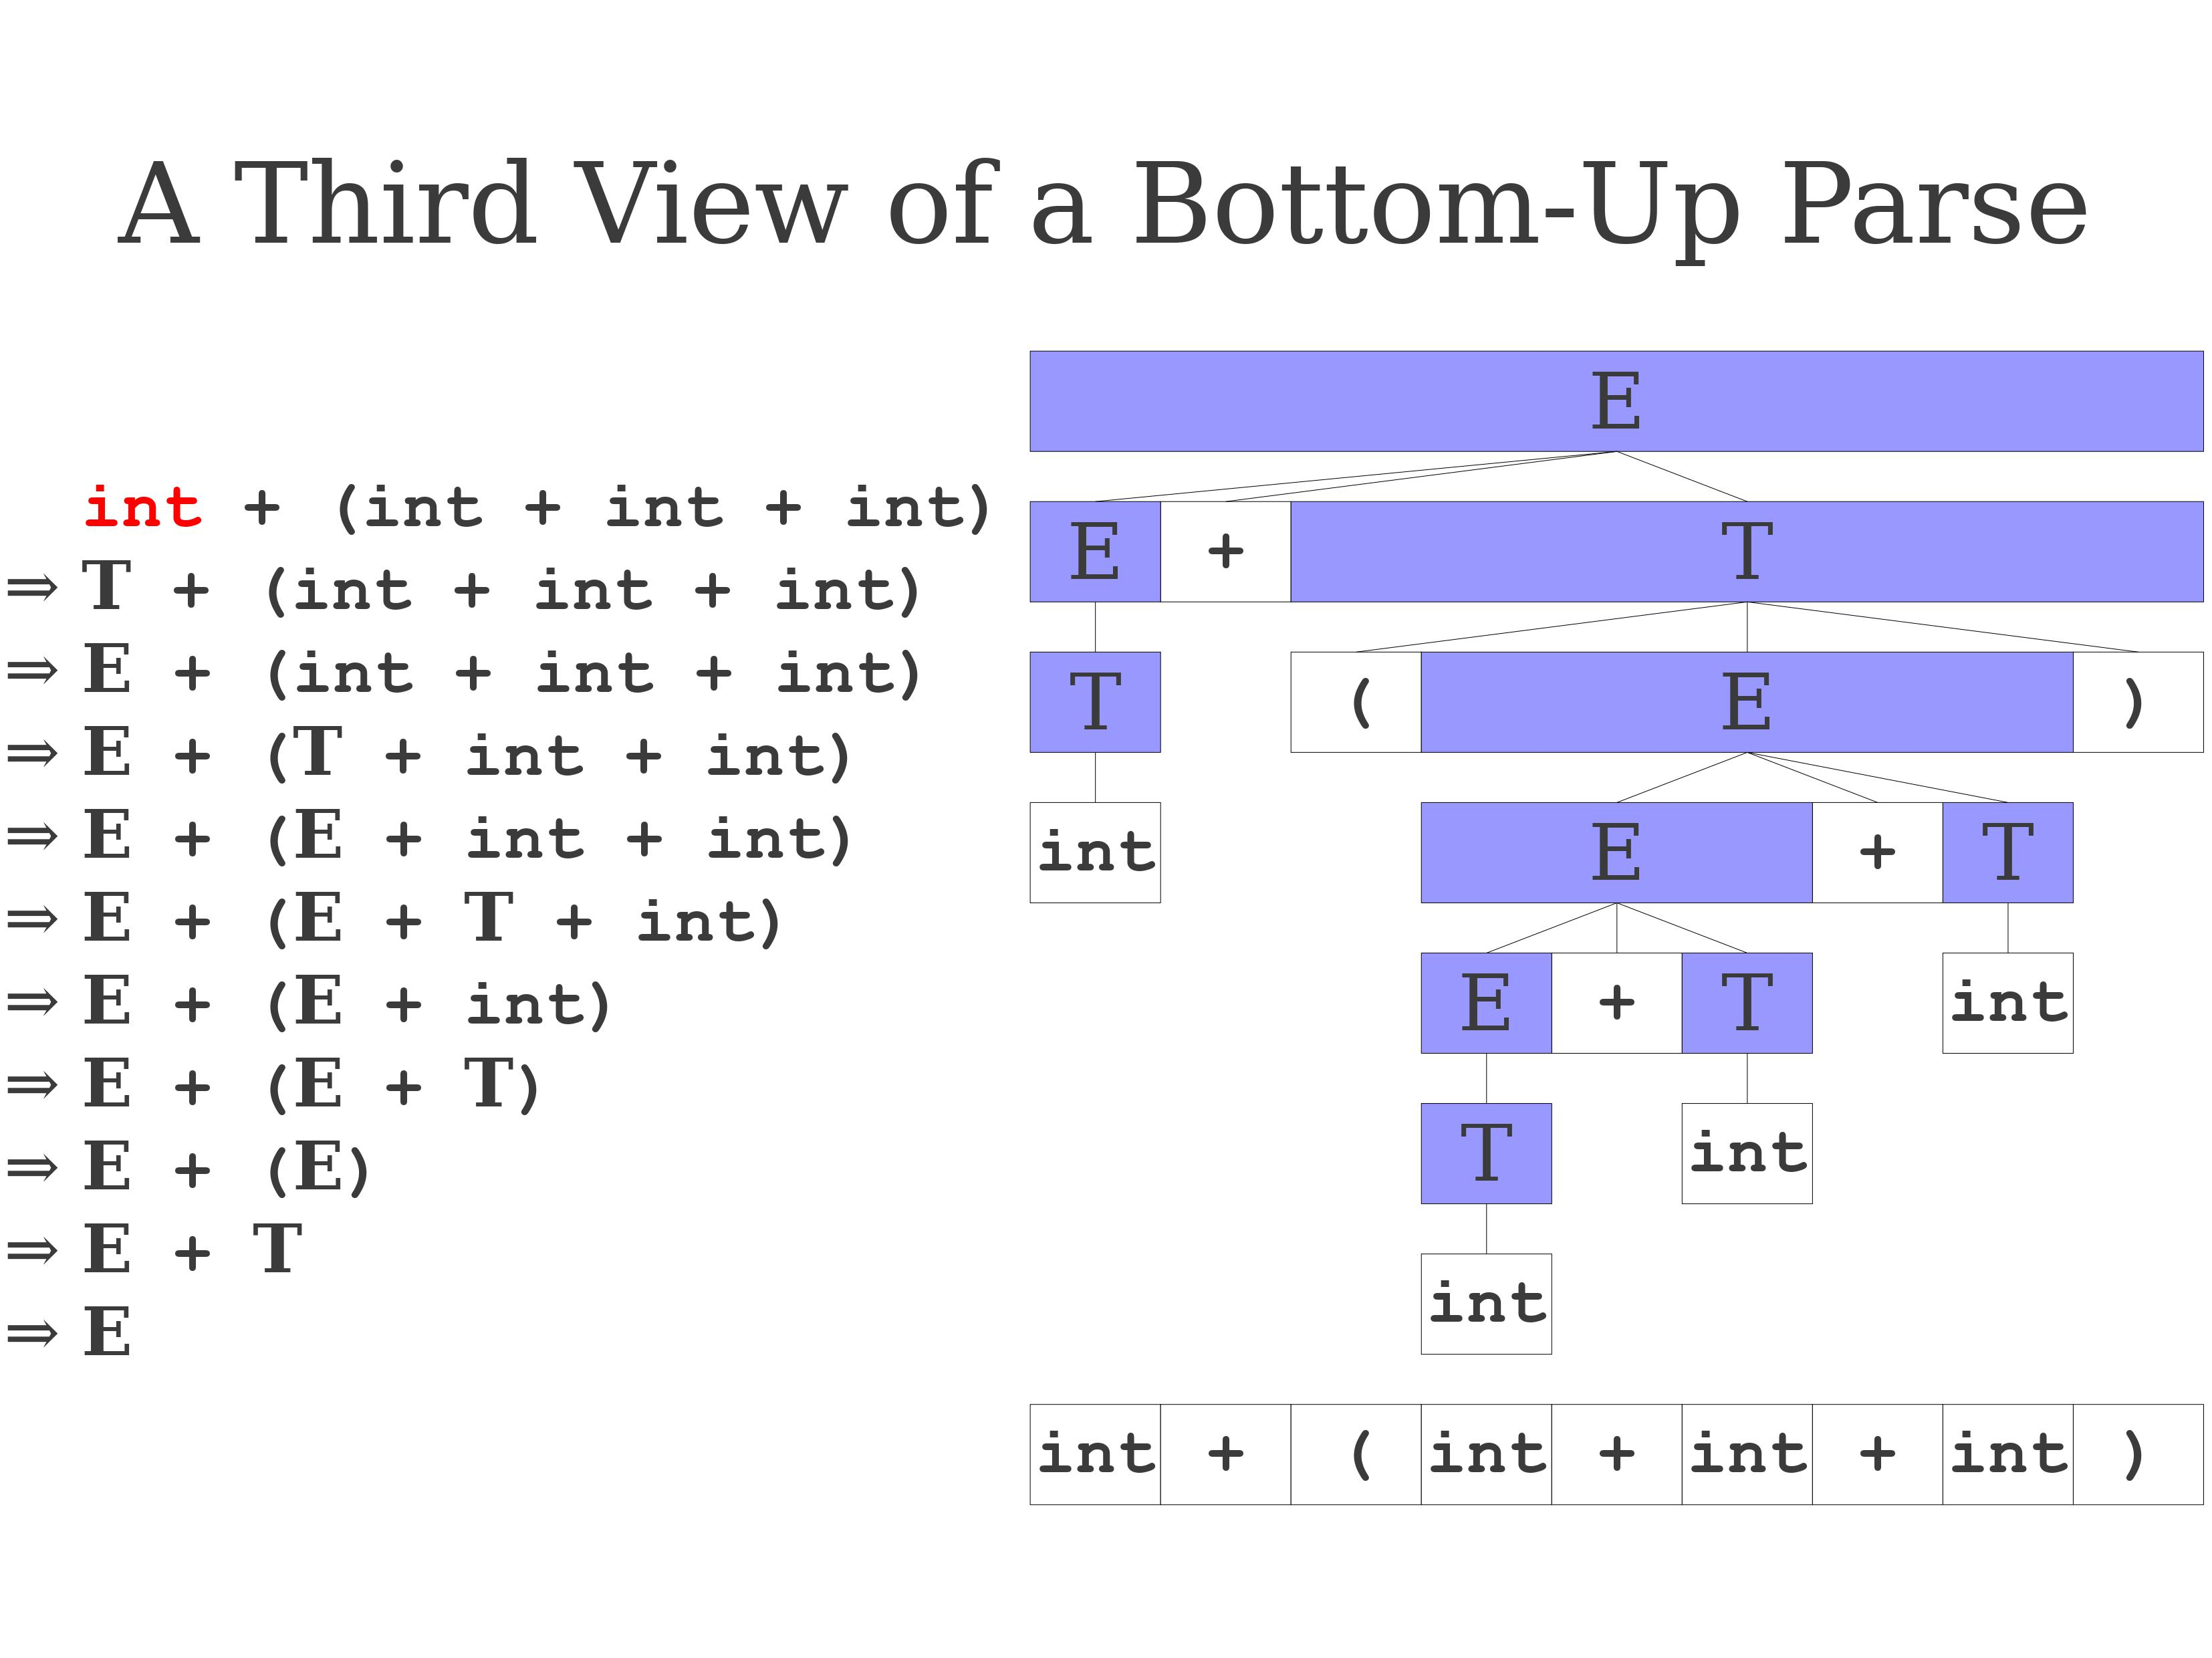 A Third View of a Bottom-Up Parse
int + (int + int + int)
⇒ T + (int + int + int)
⇒ E + (int + int + int)
⇒ E + (T + int + int)
⇒ E + (E + int + int)
⇒ E + (E + T + int)
⇒ E + (E + int)
⇒ E + (E + T)
⇒ E + (E)
⇒ E + T
⇒ E
E
E + T
T ( E )
int E + T
E + T int
T int
int
int + ( int + int + int )